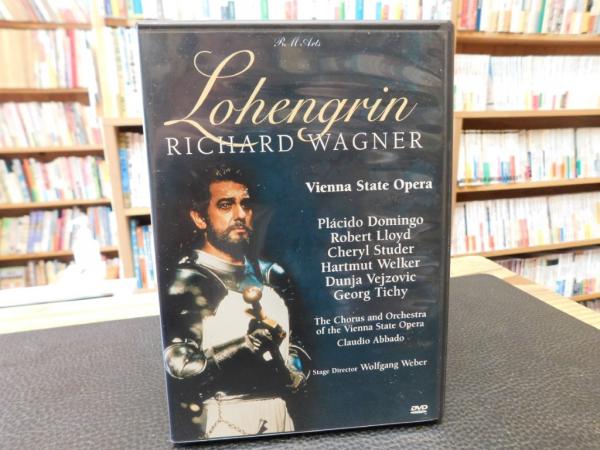 RM Arts
Lohengrin
RICHARD WAGNER
Vienna State Opera
Plácido Domingo
Robert Lloyd
Cheryl Studer
Hartmut Welker
Dunja Vejzovic
Georg Tichy
The Chorus and Orchestra
of the Vienna State Opera
Claudio Abbado
Stage Director Wolfgang Weber
DVD